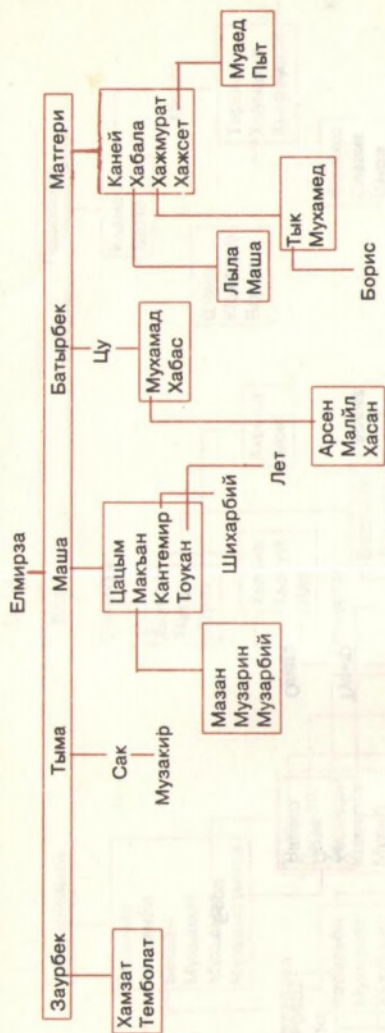 Елмирза
Заурбек
Тыма
Маша
Батырбек
Матгери
Хамзат
Темболат
Сак
Музакир
Цацым
Макъан
Кантемир
Тоукан
Мазан
Музарин
Музарбий
Шихарбий
Лет
Цу
Мухамад
Хабас
Арсен
Малйл
Хасан
Каней
Хабала
Хажмурат
Хажсет
Лыла
Маша
Тык
Мухамед
Борис
Муаед
Пыт